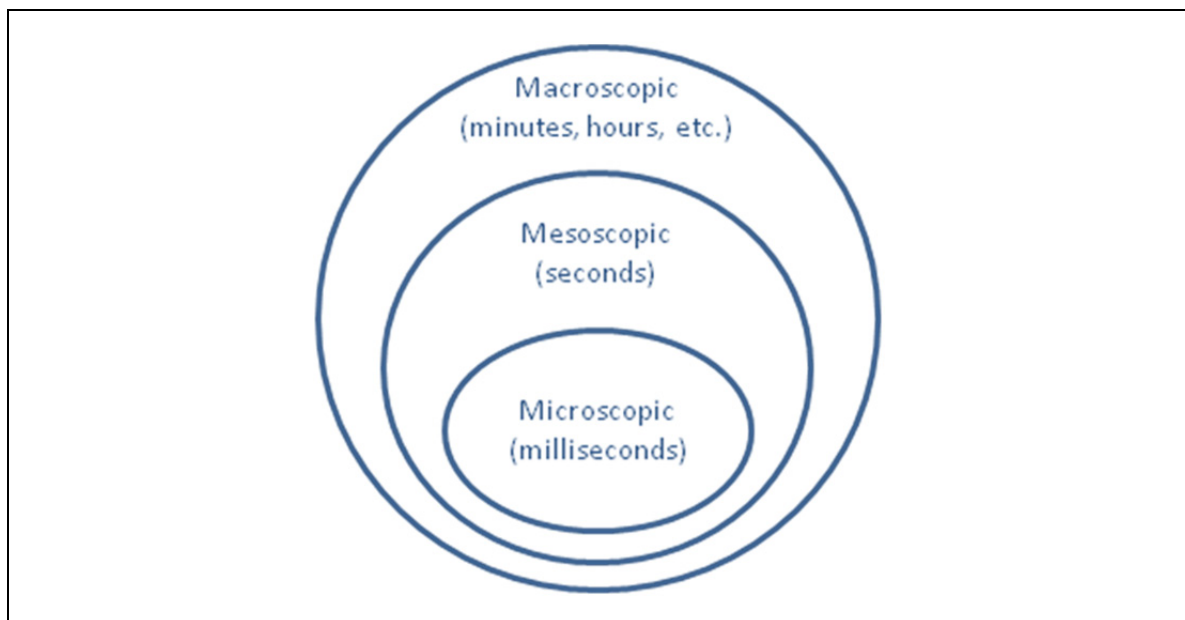 Macroscopic
(minutes, hours, etc.)
Mesoscopic
(seconds)
Microscopic
(milliseconds)